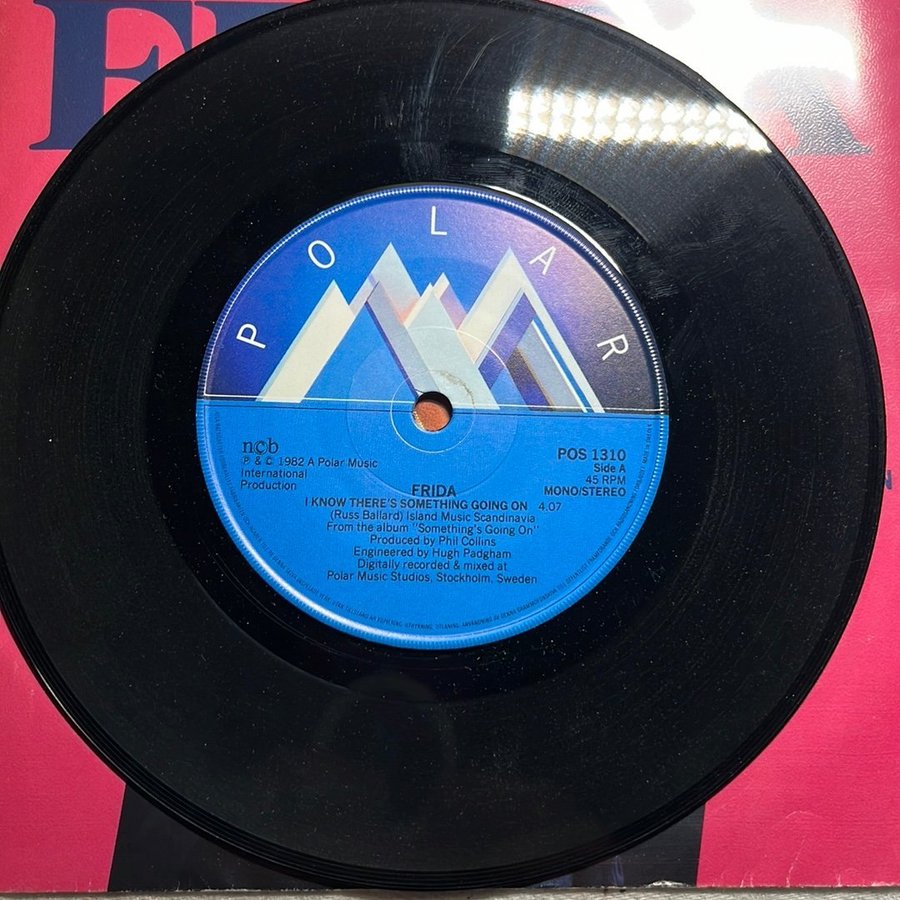 POLAR
ncb
℗ & © 1982 A Polar Music
International
Production
POS 1310
Side A
45 RPM
MONO/STEREO
FRIDA
I KNOW THERE'S SOMETHING GOING ON 4.07
(Russ Ballard) Island Music Scandinavia
From the album "Something's Going On"
Produced by Phil Collins
Engineered by Hugh Padgham
Digitally recorded & mixed at
Polar Music Studios, Stockholm, Sweden